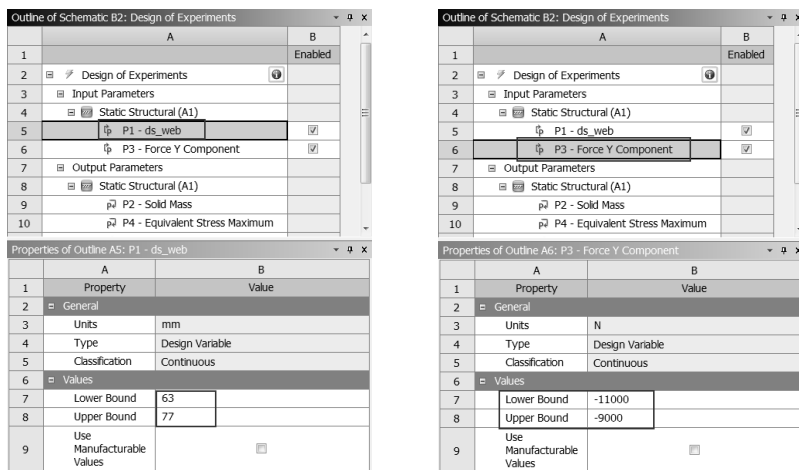 Outline of Schematic B2: Design of Experiments
A B
1 Enabled
2 Design of Experiments
3 Input Parameters
4 Static Structural (A1)
5 P1 - ds_web
6 P3 - Force Y Component
7 Output Parameters
8 Static Structural (A1)
9 P2 - Solid Mass
10 P4 - Equivalent Stress Maximum
Properties of Outline A5: P1 - ds_web
A B
1 Property Value
2 General
3 Units mm
4 Type Design Variable
5 Classification Continuous
6 Values
7 Lower Bound 63
8 Upper Bound 77
9 Use
Manufacturable
Values
Outline of Schematic B2: Design of Experiments
A B
1 Enabled
2 Design of Experiments
3 Input Parameters
4 Static Structural (A1)
5 P1 - ds_web
6 P3 - Force Y Component
7 Output Parameters
8 Static Structural (A1)
9 P2 - Solid Mass
10 P4 - Equivalent Stress Maximum
Properties of Outline A6: P3 - Force Y Component
A B
1 Property Value
2 General
3 Units N
4 Type Design Variable
5 Classification Continuous
6 Values
7 Lower Bound -11000
8 Upper Bound -9000
9 Use
Manufacturable
Values